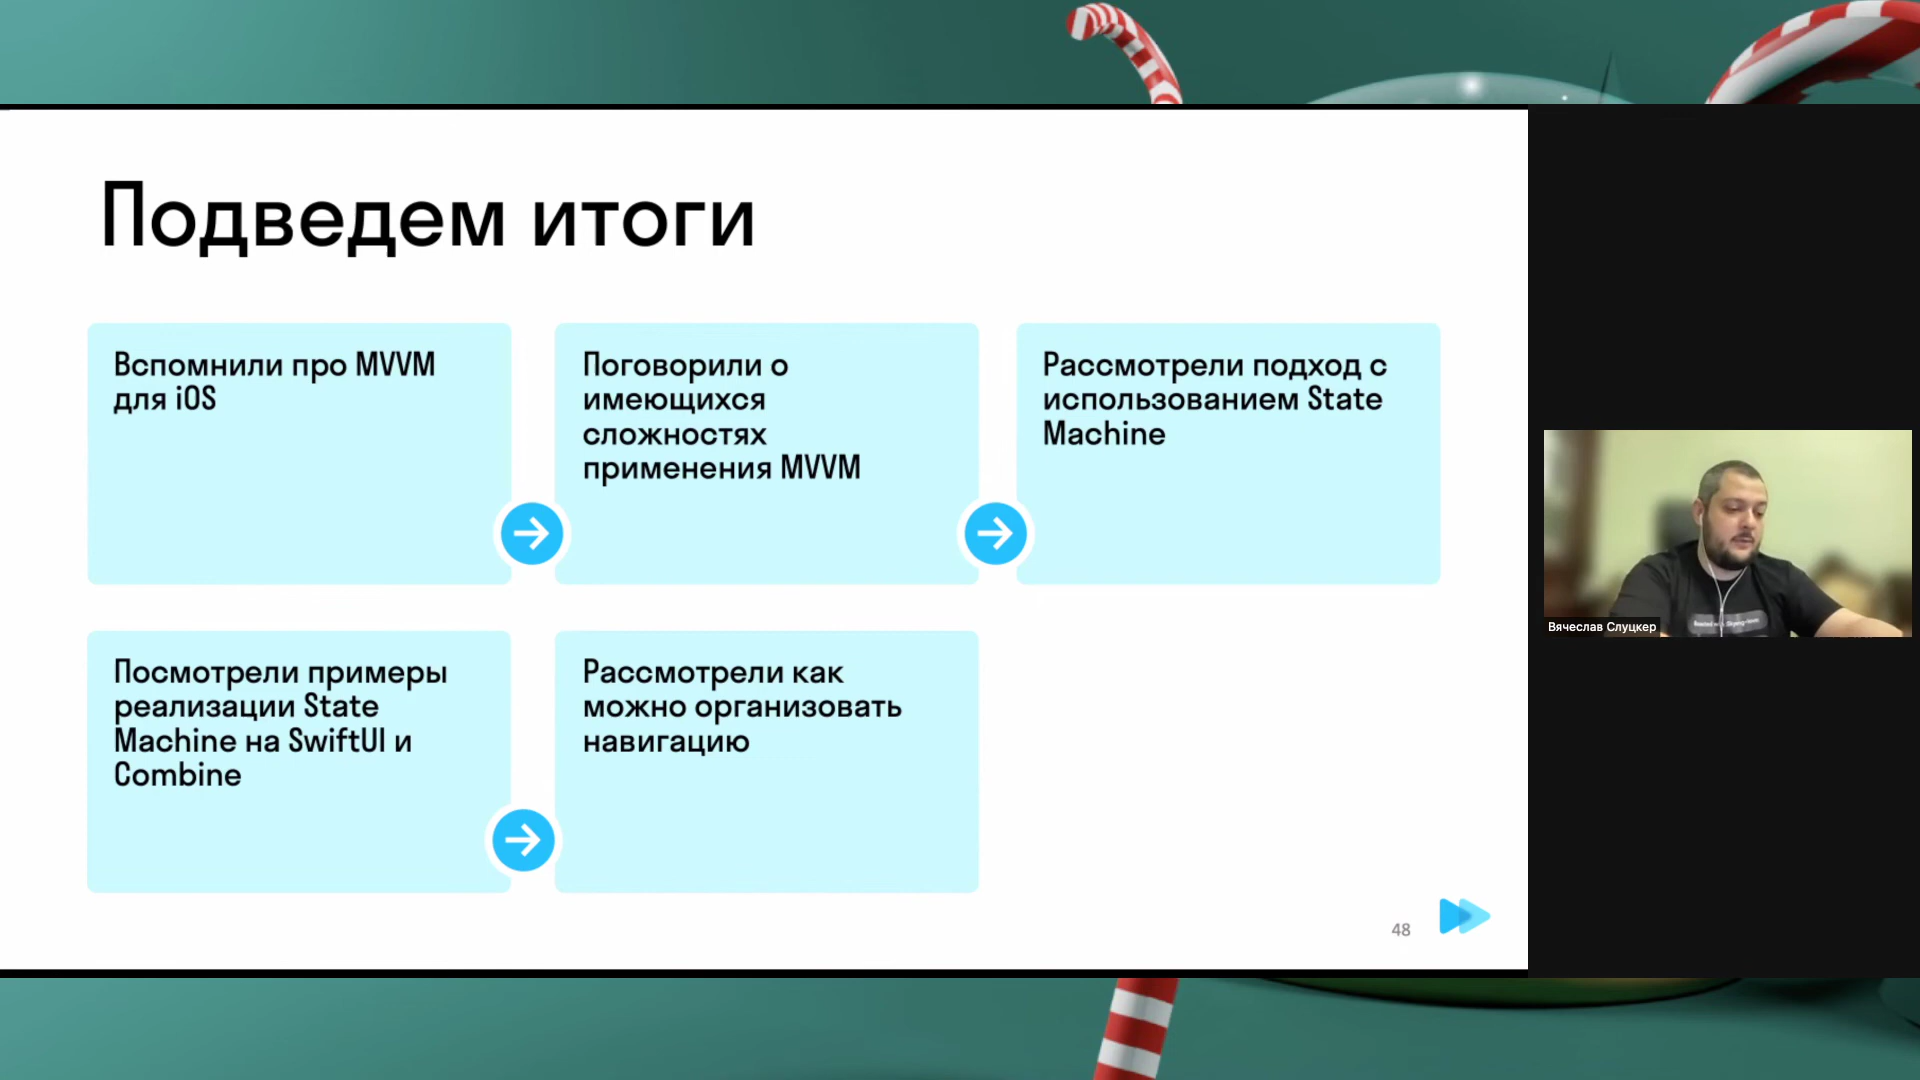 Подведем итоги
Вспомнили про MVVM
для iOS
Поговорили о
имеющихся
сложностях
применения MVVM
Рассмотрели подход с
использованием State
Machine
Посмотрели примеры
реализации State
Machine на SwiftUI и
Combine
Рассмотрели как
можно организовать
навигацию
48
Вячеслав Слуцкер